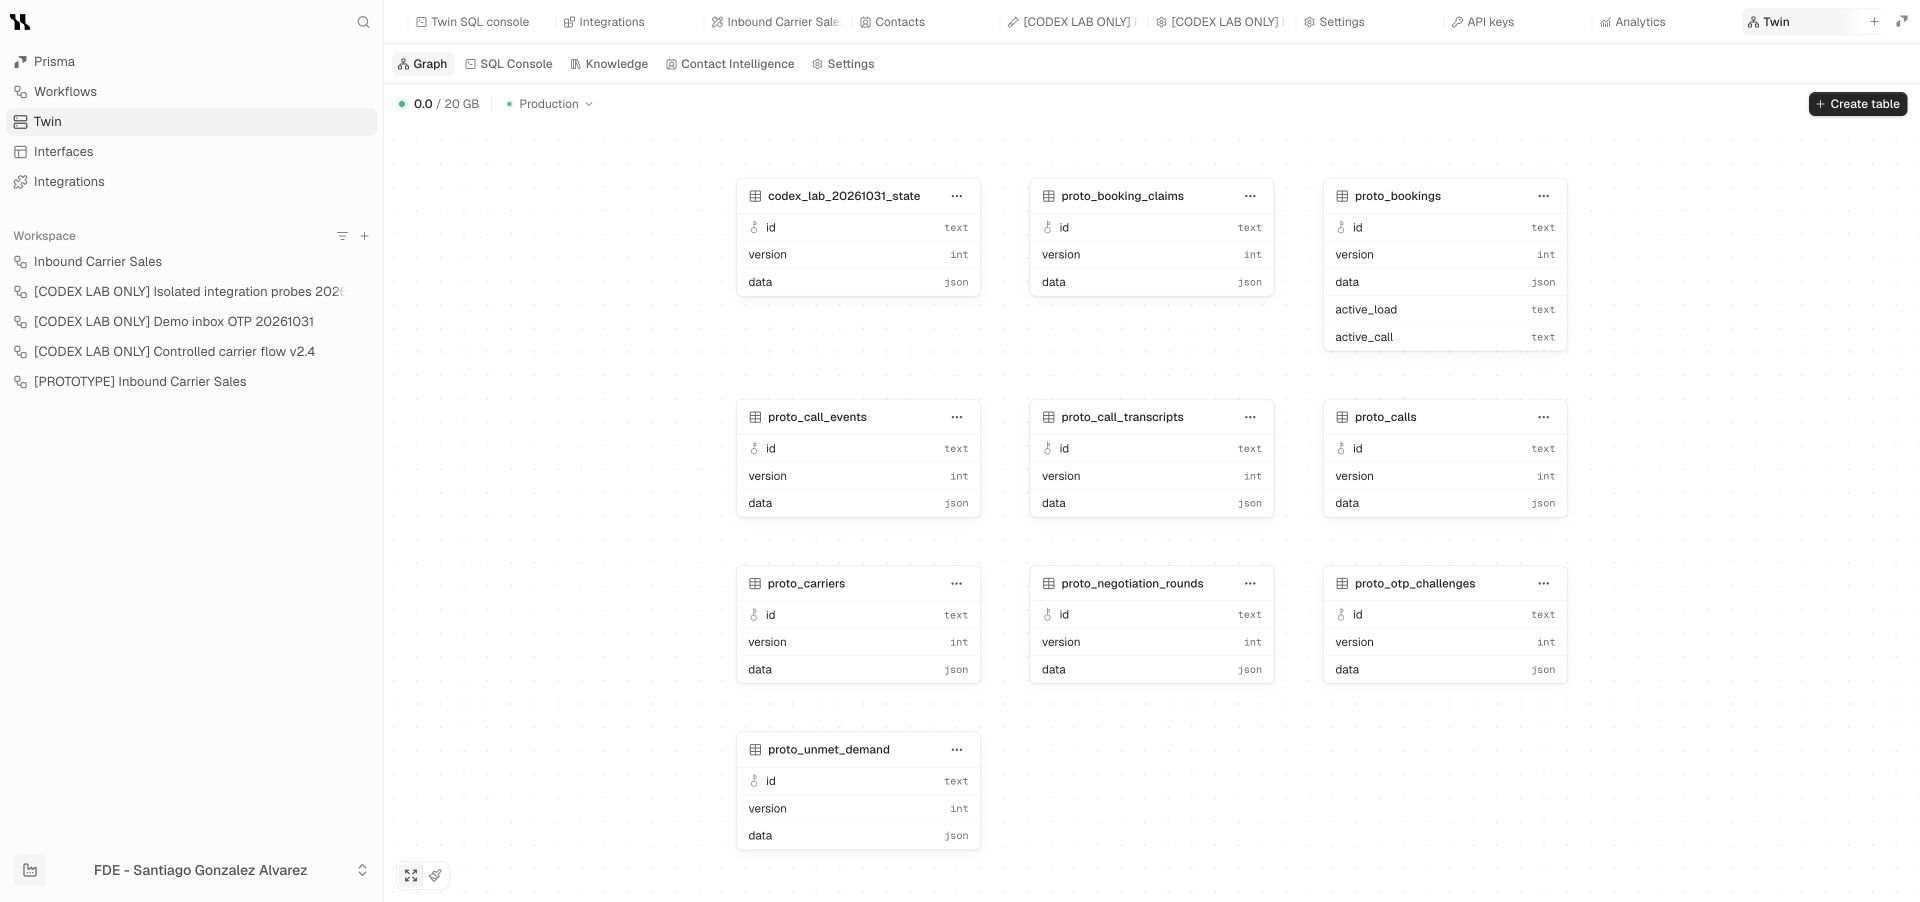 Twin SQL console
Integrations
Inbound Carrier Sale
Contacts
[CODEX LAB ONLY]
[CODEX LAB ONLY]
Settings
API keys
Analytics
Twin
Prisma
Workflows
Twin
Interfaces
Integrations
Workspace
Inbound Carrier Sales
[CODEX LAB ONLY] Isolated integration probes 2026
[CODEX LAB ONLY] Demo inbox OTP 20261031
[CODEX LAB ONLY] Controlled carrier flow v2.4
[PROTOTYPE] Inbound Carrier Sales
FDE - Santiago Gonzalez Alvarez
Graph
SQL Console
Knowledge
Contact Intelligence
Settings
0.0 / 20 GB
Production
+ Create table
codex_lab_20261031_state
id text
version int
data json
proto_booking_claims
id text
version int
data json
proto_bookings
id text
version int
data json
active_load text
active_call text
proto_call_events
id text
version int
data json
proto_call_transcripts
id text
version int
data json
proto_calls
id text
version int
data json
proto_carriers
id text
version int
data json
proto_negotiation_rounds
id text
version int
data json
proto_otp_challenges
id text
version int
data json
proto_unmet_demand
id text
version int
data json